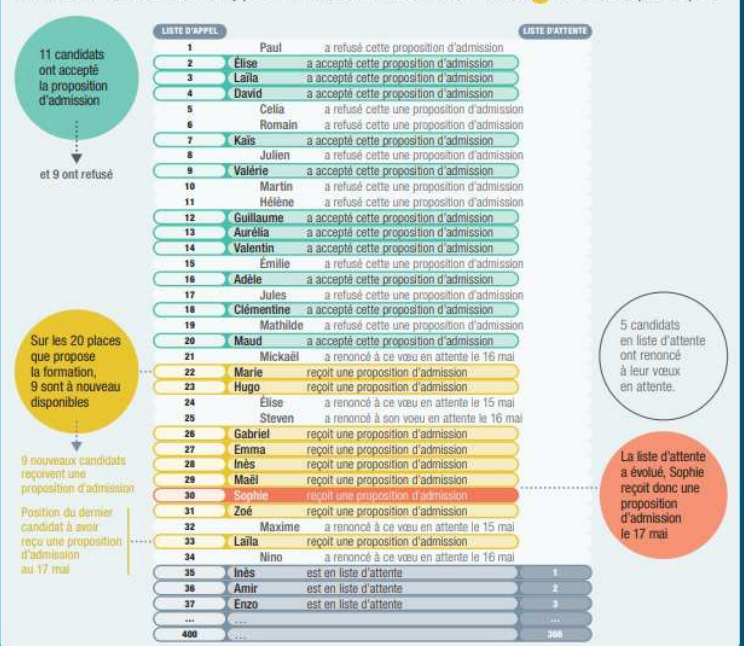 LISTE D'APPEL
LISTE D'ATTENTE
11 candidats
ont accepté
la proposition
d'admission
et 9 ont refusé
1 Paul a refusé cette proposition d'admission
2 Élise a accepté cette proposition d'admission
3 Laïla a accepté cette proposition d'admission
4 David a accepté cette proposition d'admission
5 Celia a refusé cette une proposition d'admission
6 Romain a refusé cette une proposition d'admission
7 Kaïs a accepté cette proposition d'admission
8 Julien a refusé cette une proposition d'admission
9 Valérie a accepté cette proposition d'admission
10 Martin a refusé cette une proposition d'admission
11 Hélène a refusé cette une proposition d'admission
12 Guillaume a accepté cette proposition d'admission
13 Aurélia a accepté cette proposition d'admission
14 Valentin a accepté cette proposition d'admission
15 Émilie a refusé cette une proposition d'admission
16 Adèle a accepté cette proposition d'admission
17 Jules a refusé cette une proposition d'admission
18 Clémentine a accepté cette proposition d'admission
19 Mathilde a refusé cette une proposition d'admission
20 Maud a accepté cette proposition d'admission
21 Mickaël a renoncé à ce vœu en attente le 16 mai
22 Marie reçoit une proposition d'admission
23 Hugo reçoit une proposition d'admission
24 Élise a renoncé à ce vœu en attente le 15 mai
25 Steven a renoncé à son voeu en attente le 16 mai
26 Gabriel reçoit une proposition d'admission
27 Emma reçoit une proposition d'admission
28 Inès reçoit une proposition d'admission
29 Maël reçoit une proposition d'admission
30 Sophie reçoit une proposition d'admission
31 Zoé reçoit une proposition d'admission
32 Maxime a renoncé à ce vœu en attente le 15 mai
33 Laïla reçoit une proposition d'admission
34 Nino a renoncé à ce vœu en attente le 16 mai
35 Inès est en liste d'attente 1
36 Amir est en liste d'attente 2
37 Enzo est en liste d'attente 3
... ... ...
400 ... 366
Sur les 20 places
que propose
la formation,
9 sont à nouveau
disponibles
9 nouveaux candidats
reçoivent une
proposition d'admission
Position du dernier
candidat à avoir
reçu une proposition
d'admission
au 17 mai
5 candidats
en liste d'attente
ont renoncé
à leur vœux
en attente.
La liste d'attente
a évolué, Sophie
reçoit donc une
proposition
d'admission
le 17 mai